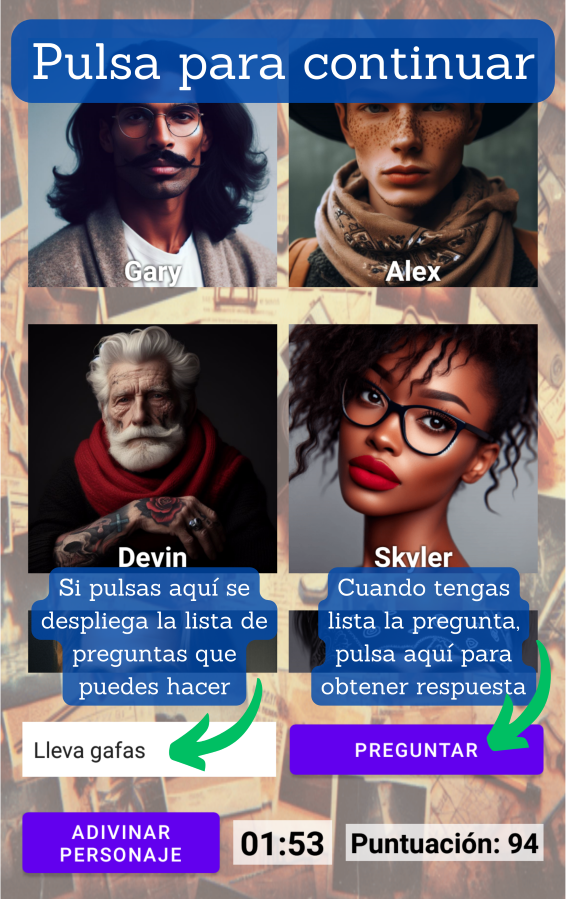 Pulsa para continuar
Gary
Alex
Devin
Skyler
Si pulsas aquí se
despliega la lista de
preguntas que
puedes hacer
Cuando tengas
lista la pregunta,
pulsa aquí para
obtener respuesta
Lleva gafas
PREGUNTAR
ADIVINAR
PERSONAJE
01:53
Puntuación: 94